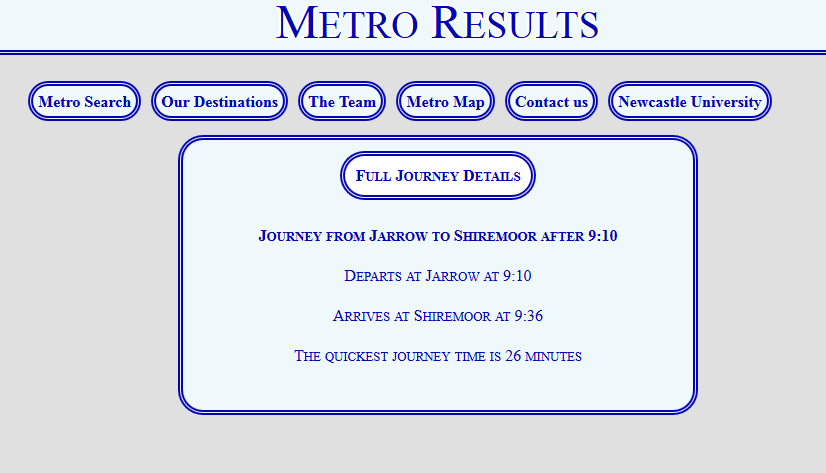 Metro Results
Metro Search Our Destinations The Team Metro Map Contact us Newcastle University
Full Journey Details
Journey from Jarrow to Shiremoor after 9:10
Departs at Jarrow at 9:10
Arrives at Shiremoor at 9:36
The quickest journey time is 26 minutes